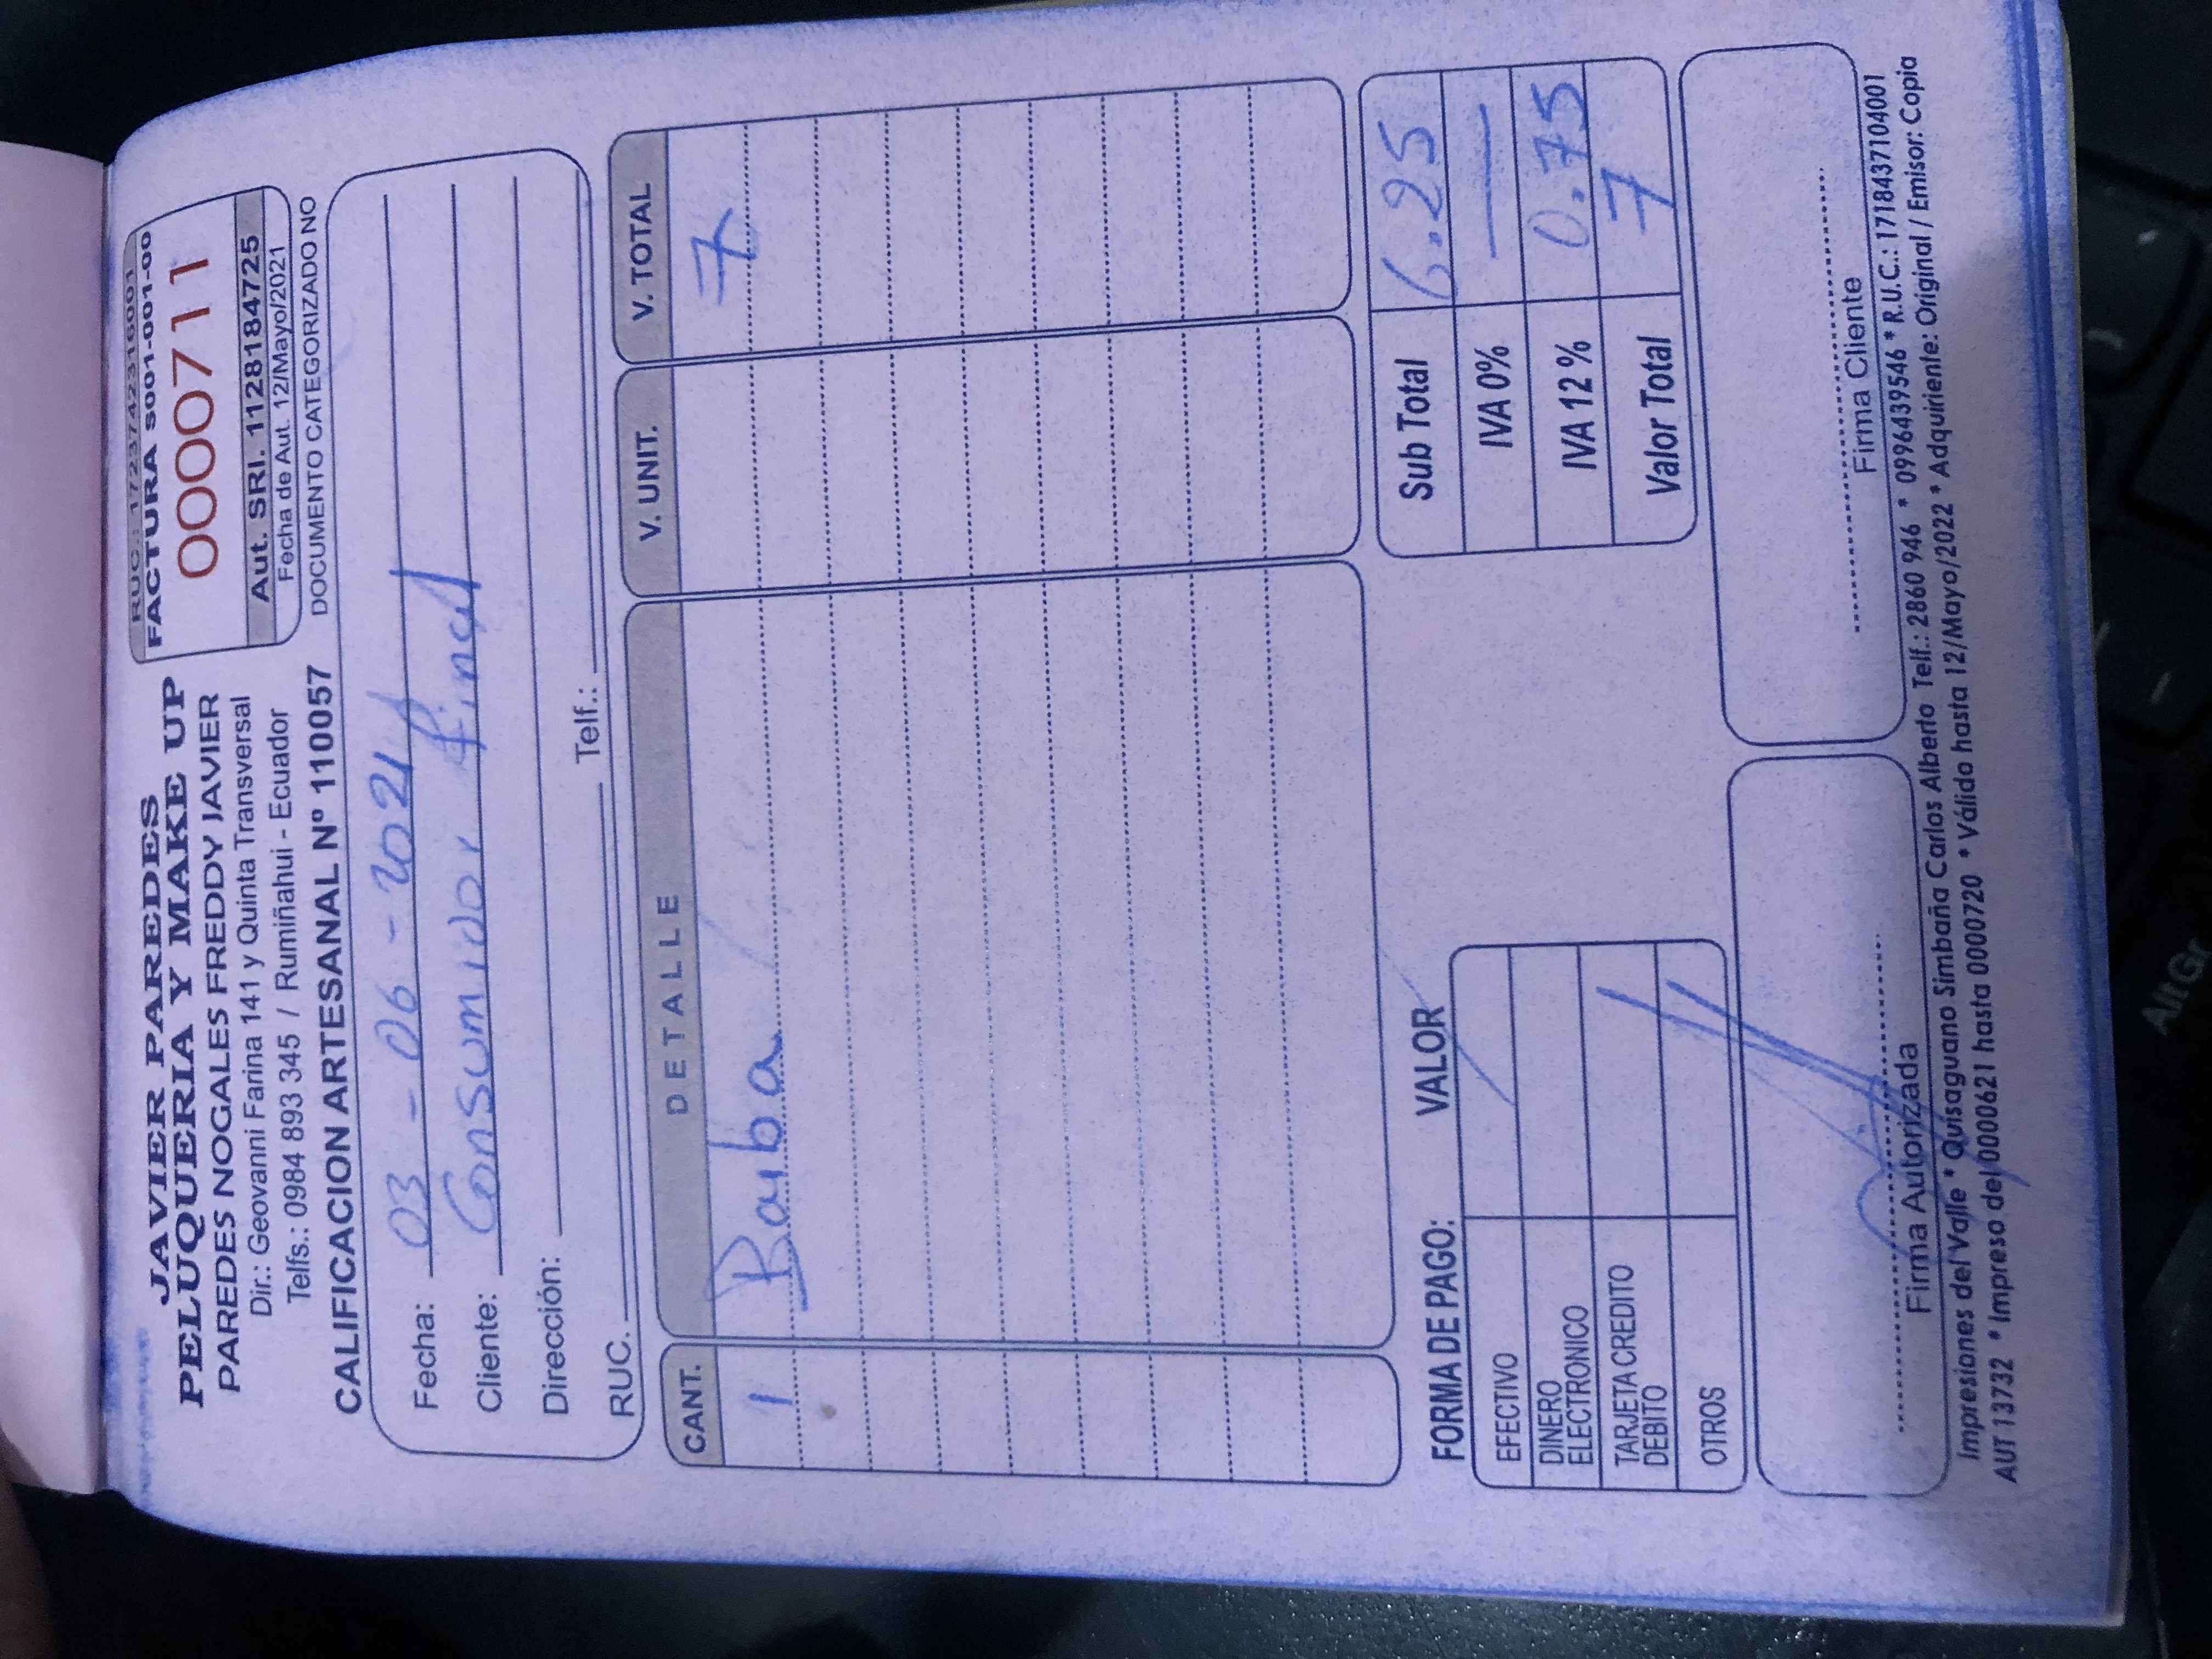 JAVIER PAREDES
PELUQUERIA Y MAKE UP
PAREDES NOGALES FREDDY JAVIER
Dir.: Geovanni Farina 141 y Quinta Transversal
Telfs.: 0984 893 345 / Rumiñahui - Ecuador
CALIFICACION ARTESANAL Nº 110057
RUC.: 1723742316001
FACTURA S001-001-00
0000711
Aut. SRI. 1128184725
Fecha de Aut. 12/Mayo/2021
DOCUMENTO CATEGORIZADO NO
Fecha: 03 - 06 - 2021
Cliente: Consumidor final
Dirección:
RUC. Telf.:
CANT. DETALLE V. UNIT. V. TOTAL
1 Barba 7
FORMA DE PAGO: VALOR
EFECTIVO
DINERO
ELECTRONICO
TARJETA CREDITO
DEBITO
OTROS
Sub Total 6.25
IVA 0% —
IVA 12 % 0.75
Valor Total 7
Firma Autorizada
Firma Cliente
Impresiones del Valle * Quisaguano Simbaña Carlos Alberto Telf.: 2860 946 * 0996439546 * R.U.C.: 1718437104001
AUT 13732 * Impreso del 0000621 hasta 0000720 * Válido hasta 12/Mayo/2022 * Adquiriente: Original / Emisor: Copia
Alt Gr